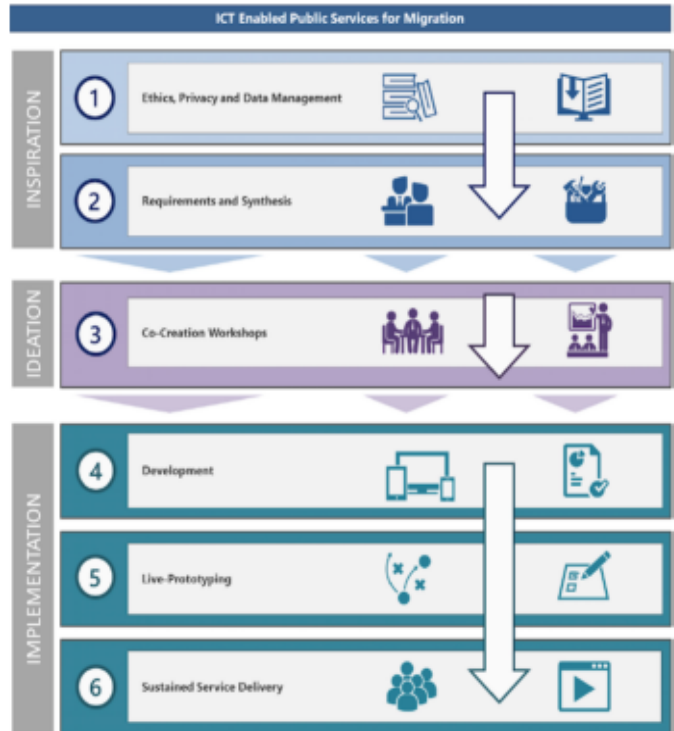 ICT Enabled Public Services for Migration
INSPIRATION
1
Ethics, Privacy and Data Management
2
Requirements and Synthesis
IDEATION
3
Co-Creation Workshops
IMPLEMENTATION
4
Development
5
Live-Prototyping
6
Sustained Service Delivery